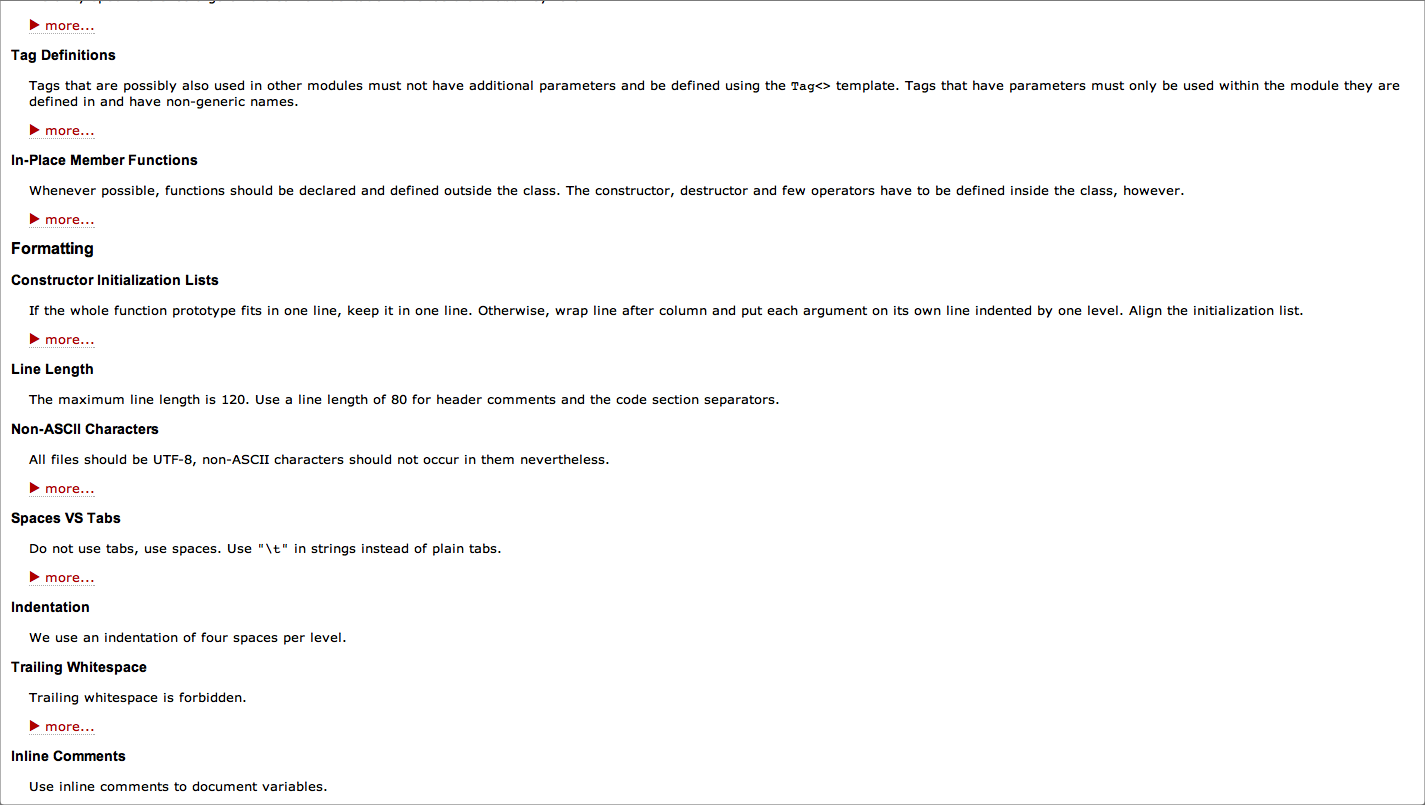 ▶ more...
Tag Definitions
Tags that are possibly also used in other modules must not have additional parameters and be defined using the Tag<> template. Tags that have parameters must only be used within the module they are
defined in and have non-generic names.
▶ more...
In-Place Member Functions
Whenever possible, functions should be declared and defined outside the class. The constructor, destructor and few operators have to be defined inside the class, however.
▶ more...
Formatting
Constructor Initialization Lists
If the whole function prototype fits in one line, keep it in one line. Otherwise, wrap line after column and put each argument on its own line indented by one level. Align the initialization list.
▶ more...
Line Length
The maximum line length is 120. Use a line length of 80 for header comments and the code section separators.
Non-ASCII Characters
All files should be UTF-8, non-ASCII characters should not occur in them nevertheless.
▶ more...
Spaces VS Tabs
Do not use tabs, use spaces. Use "\t" in strings instead of plain tabs.
▶ more...
Indentation
We use an indentation of four spaces per level.
Trailing Whitespace
Trailing whitespace is forbidden.
▶ more...
Inline Comments
Use inline comments to document variables.